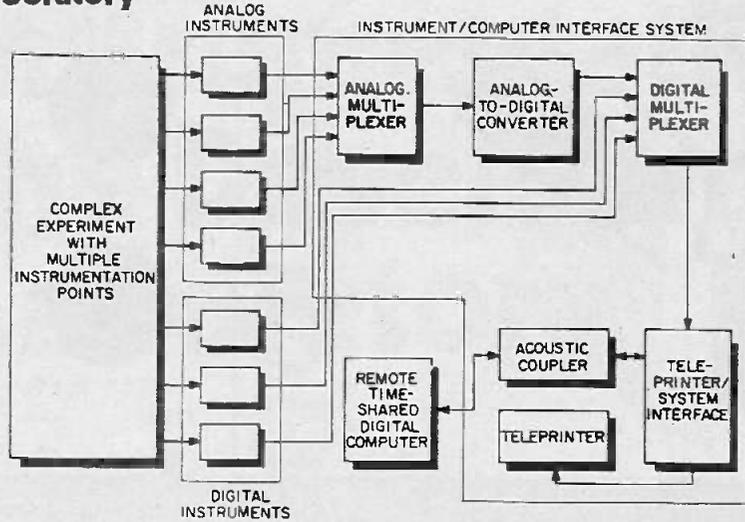 ANALOG
INSTRUMENTS
INSTRUMENT/COMPUTER INTERFACE SYSTEM
COMPLEX
EXPERIMENT
WITH
MULTIPLE
INSTRUMENTATION
POINTS
ANALOG
MULTI-
PLEXER
ANALOG-
TO-DIGITAL
CONVERTER
DIGITAL
MULTI-
PLEXER
REMOTE
TIME-
SHARED
DIGITAL
COMPUTER
ACOUSTIC
COUPLER
TELEPRINTER
TELE-
PRINTER/
SYSTEM
INTERFACE
DIGITAL
INSTRUMENTS